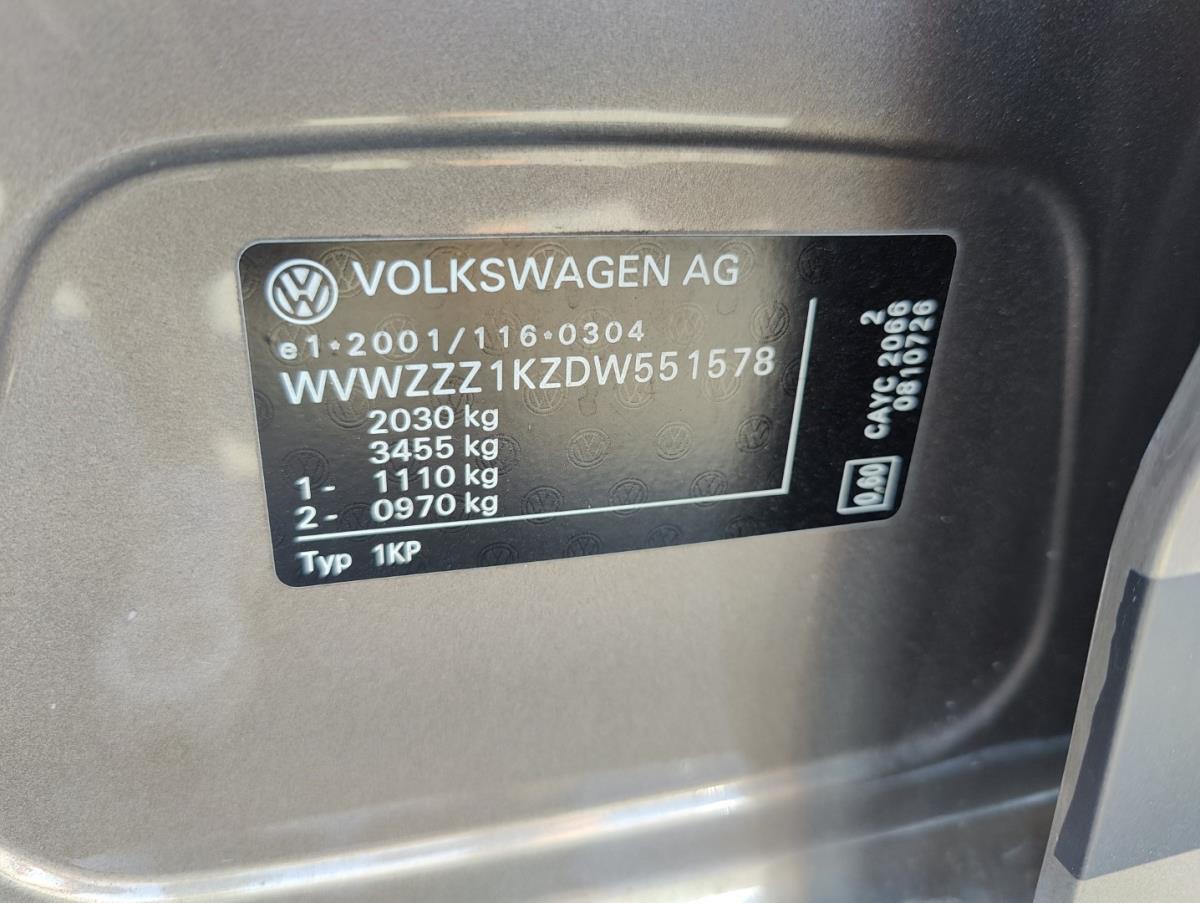 VOLKSWAGEN AG
e1*2001/116*0304
WVWZZZ1KZDW551578
2030 kg
3455 kg
1- 1110 kg
2- 0970 kg
Typ 1KP
2
CAYC 2066
0810726
0,60